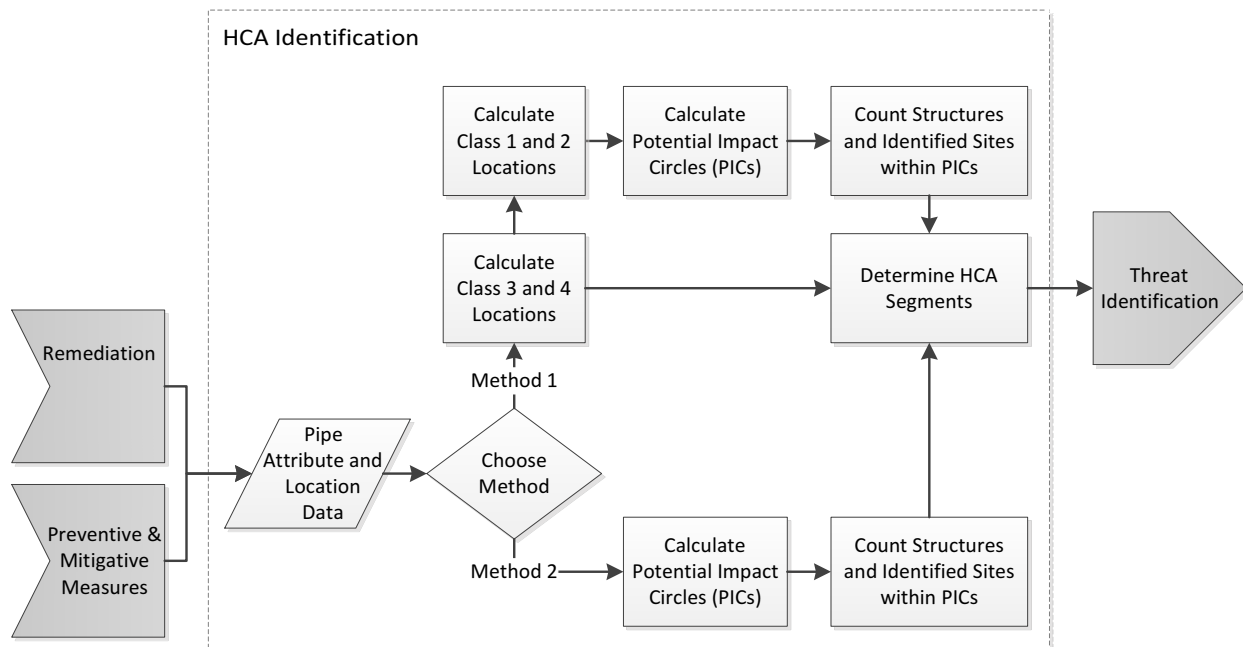 HCA Identification
Calculate
Class 1 and 2
Locations
Calculate
Potential Impact
Circles (PICs)
Count Structures
and Identified Sites
within PICs
Calculate
Class 3 and 4
Locations
Determine HCA
Segments
Threat
Identification
Remediation
Method 1
Pipe
Attribute and
Location
Data
Choose
Method
Preventive &
Mitigative
Measures
Method 2
Calculate
Potential Impact
Circles (PICs)
Count Structures
and Identified Sites
within PICs